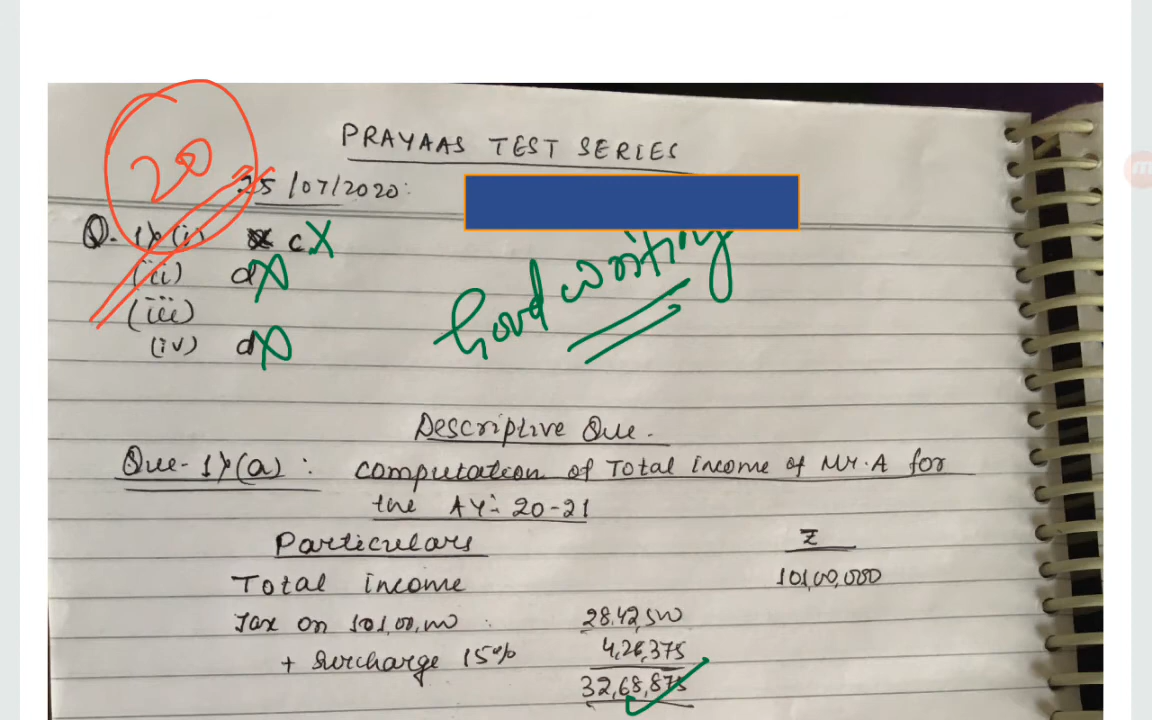 20
PRAYAAS TEST SERIES
25/07/2020:
Q. 1) (i) c X
(ii) d X
(iii)
(iv) d X
Good writing
Descriptive Que.
Que-1) (a) : computation of Total income of Mr. A for
the AY: 20-21
Particulars ₹
Total income 101,00,000
Tax on 101,00,000 : 28,42,500
+ Surcharge 15% 4,26,375
32,68,875